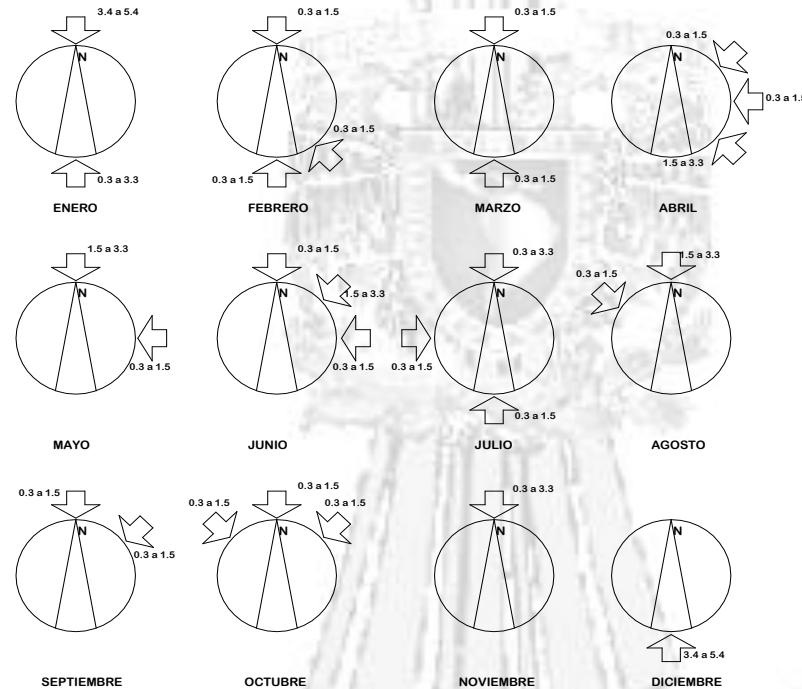 3.4 a 5.4
N
0.3 a 3.3
ENERO
0.3 a 1.5
N
0.3 a 1.5
0.3 a 1.5
FEBRERO
0.3 a 1.5
N
0.3 a 1.5
MARZO
0.3 a 1.5
N
0.3 a 1.5
1.5 a 3.3
ABRIL
1.5 a 3.3
N
0.3 a 1.5
MAYO
0.3 a 1.5
N
1.5 a 3.3
0.3 a 1.5
JUNIO
0.3 a 3.3
N
0.3 a 1.5
0.3 a 1.5
JULIO
1.5 a 3.3
0.3 a 1.5
N
AGOSTO
0.3 a 1.5
N
0.3 a 1.5
SEPTIEMBRE
0.3 a 1.5
0.3 a 1.5
0.3 a 1.5
N
OCTUBRE
0.3 a 3.3
N
NOVIEMBRE
N
3.4 a 5.4
DICIEMBRE